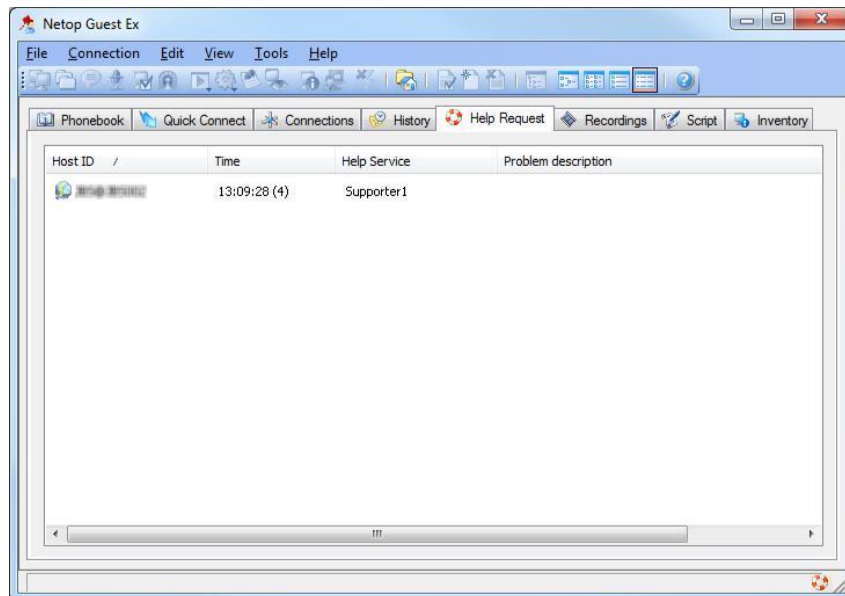 Netop Guest Ex
File Connection Edit View Tools Help
Phonebook Quick Connect Connections History Help Request Recordings Script Inventory
Host ID / Time Help Service Problem description
13:09:28 (4) Supporter1